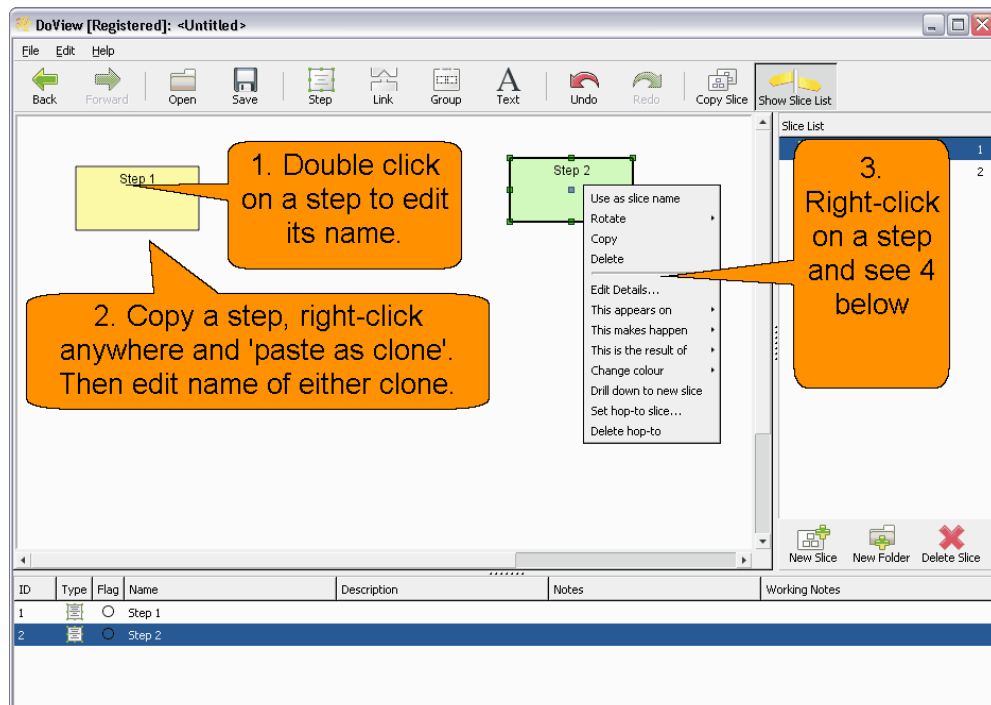 DoView [Registered]: <Untitled>
File Edit Help
Back Forward Open Save Step Link Group Text Undo Redo Copy Slice Show Slice List
Slice List
1
2
Step 1
1. Double click
on a step to edit
its name.
2. Copy a step, right-click
anywhere and 'paste as clone'.
Then edit name of either clone.
Step 2
Use as slice name
Rotate
Copy
Delete
Edit Details...
This appears on
This makes happen
This is the result of
Change colour
Drill down to new slice
Set hop-to slice...
Delete hop-to
3.
Right-click
on a step
and see 4
below
New Slice New Folder Delete Slice
ID Type Flag Name Description Notes Working Notes
1 Step 1
2 Step 2